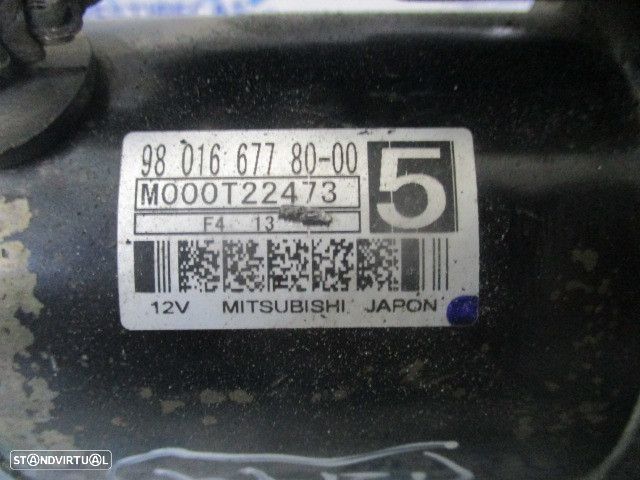 98 016 677 80-00
5
M000T22473
F4 13
12V MITSUBISHI JAPON
STANDVIRTUAL